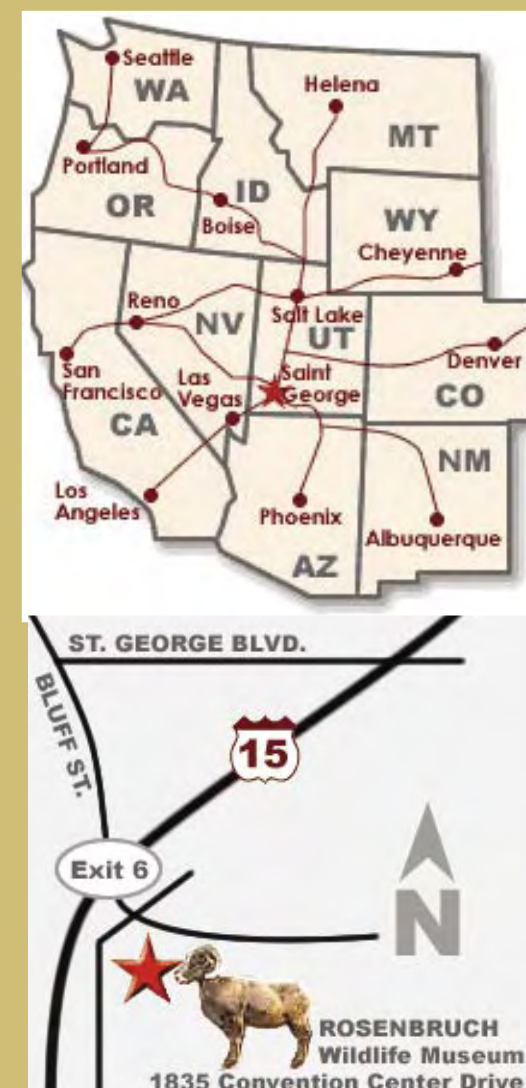 Seattle
WA
Helena
MT
Portland
OR
ID
Boise
WY
Cheyenne
Reno
NV
Salt Lake
UT
Denver
San
Francisco
Las
Vegas
Saint
George
CO
CA
NM
Los
Angeles
Phoenix
Albuquerque
AZ
ST. GEORGE BLVD.
BLUFF ST.
15
Exit 6
N
ROSENBRUCH
Wildlife Museum
1835 Convention Center Drive